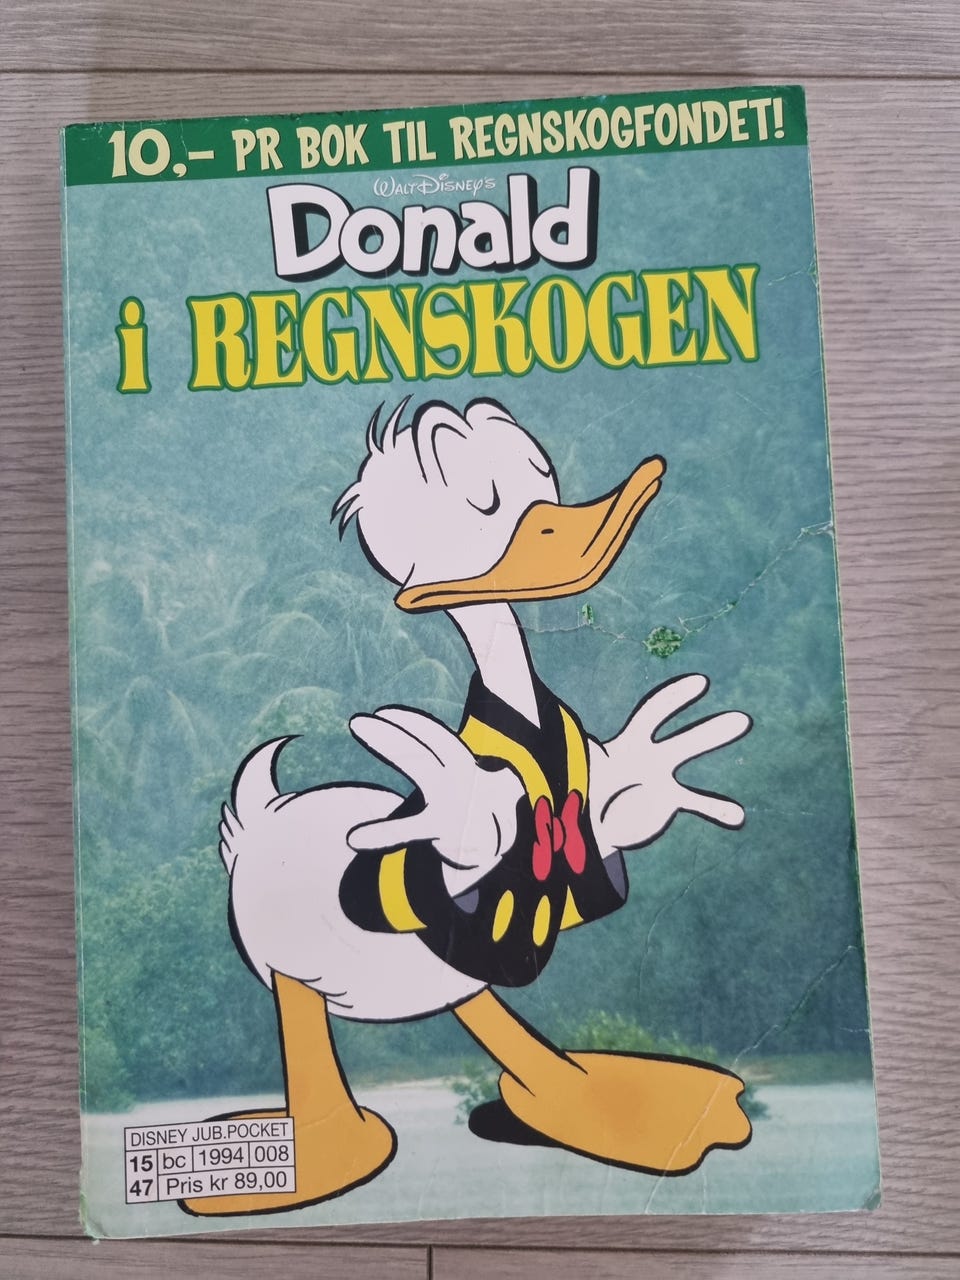 10,- PR BOK TIL REGNSKOGFONDET!
WALT DISNEY'S
Donald
i REGNSKOGEN
DISNEY JUB.POCKET
15 bc 1994 008
47 Pris kr 89,00